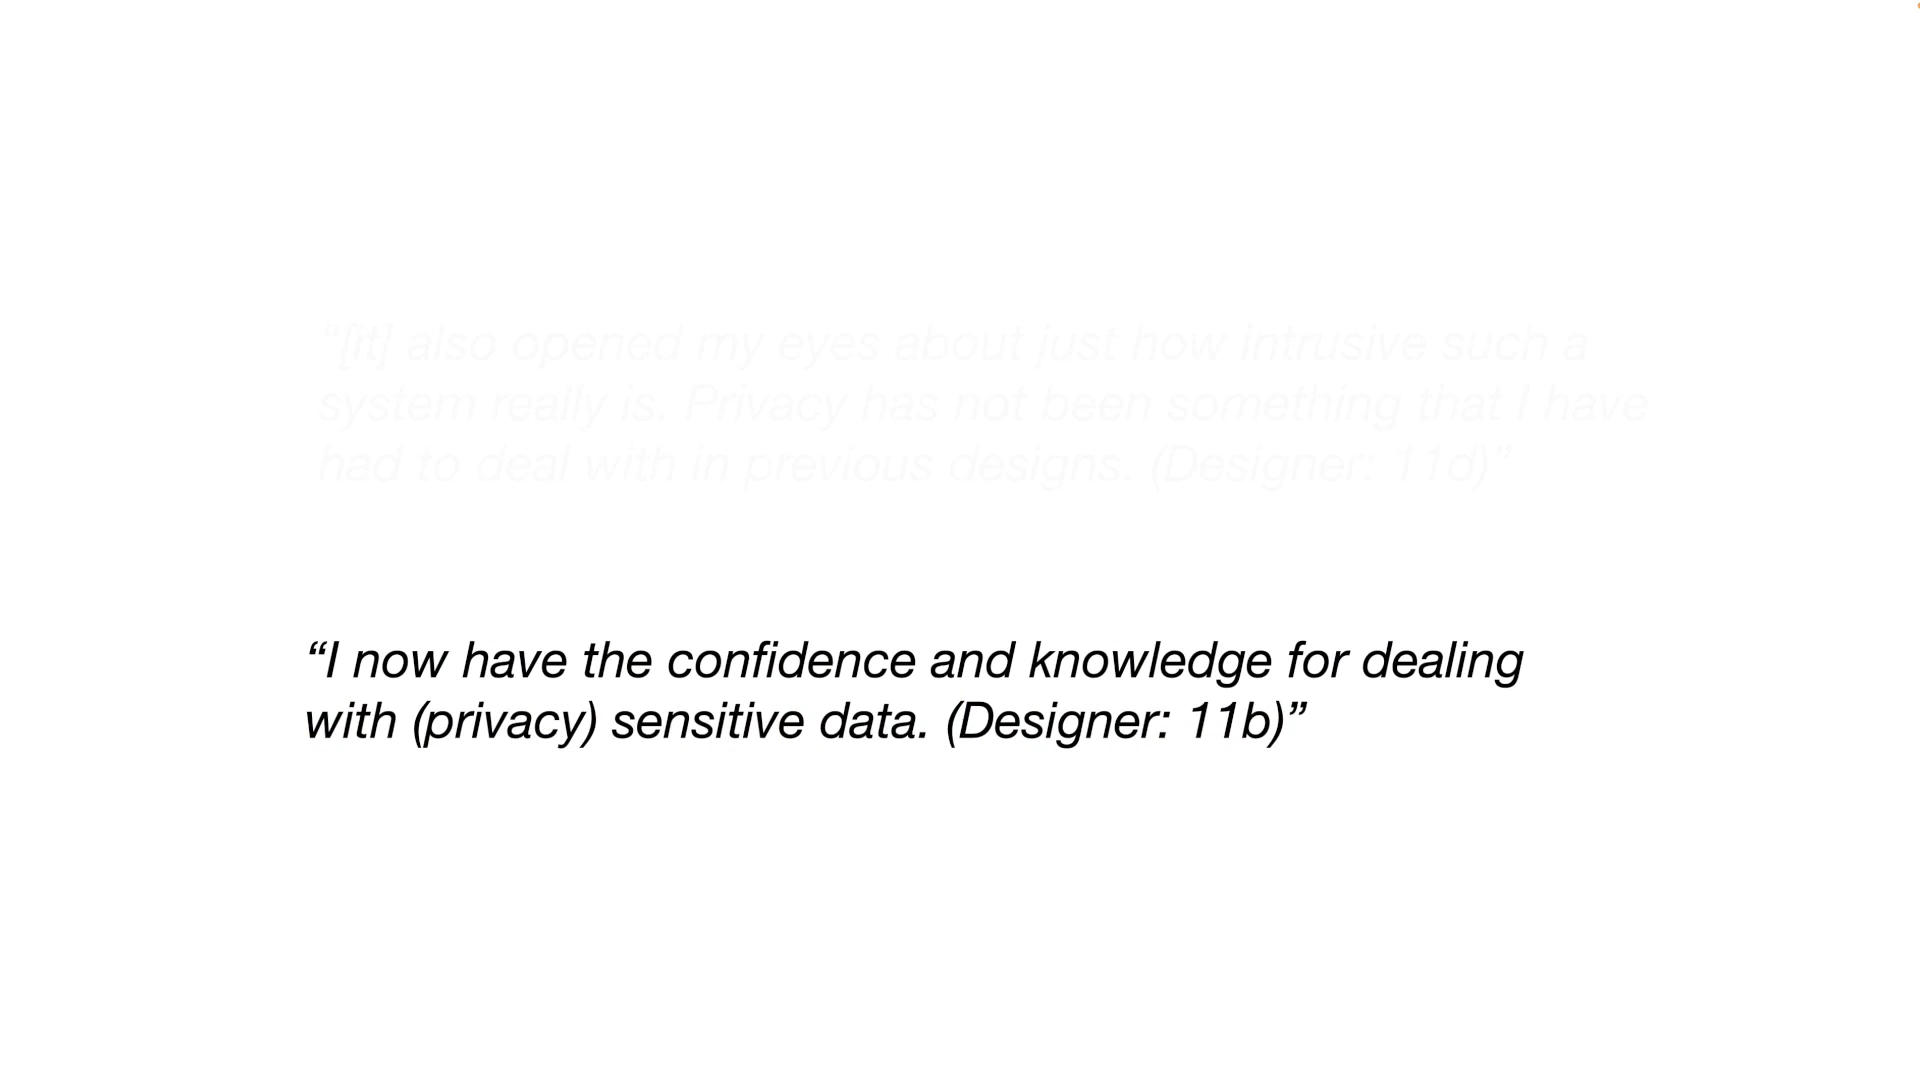 “[it] also opened my eyes about just how intrusive such a
system really is. Privacy has not been something that I have
had to deal with in previous designs. (Designer: 11d)”
“I now have the confidence and knowledge for dealing
with (privacy) sensitive data. (Designer: 11b)”